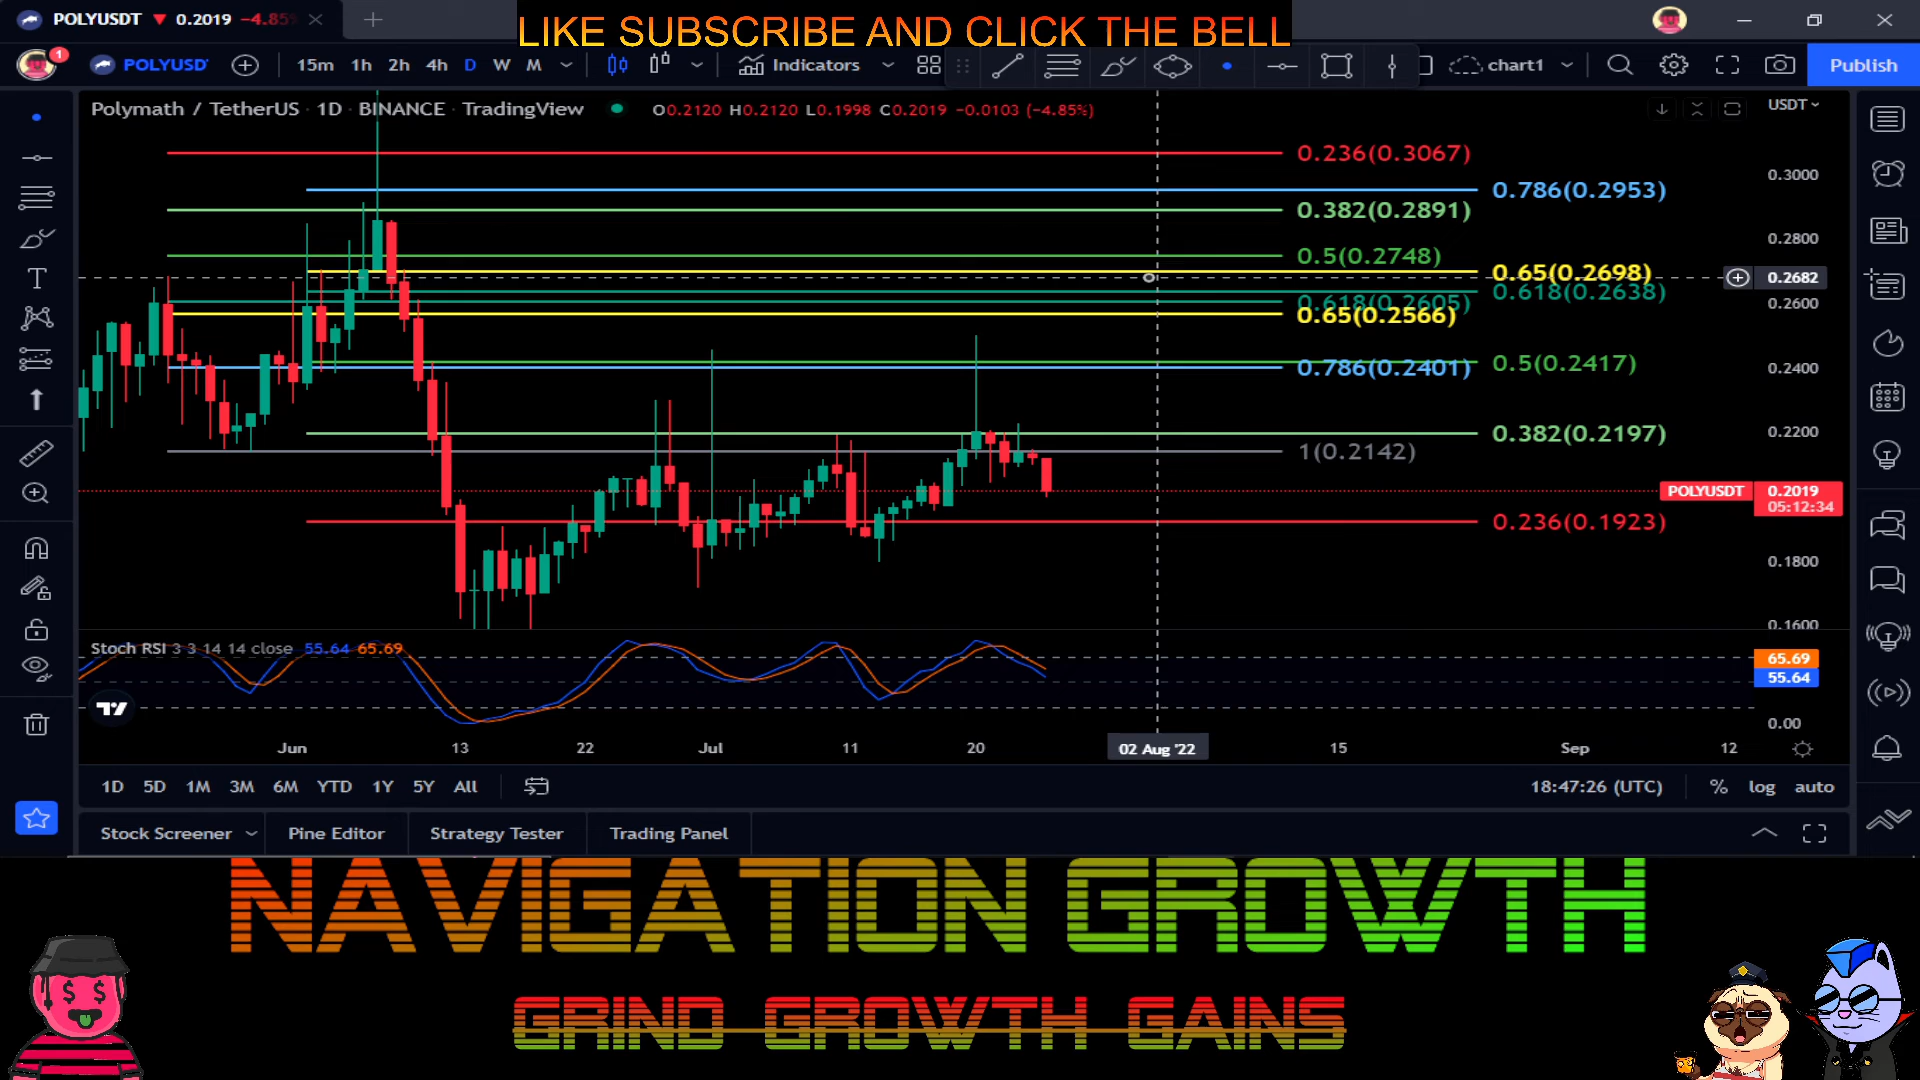 LIKE SUBSCRIBE AND CLICK THE BELL
POLYUSDT ▼ 0.2019 −4.85
1 POLYUSD 15m 1h 2h 4h D W M Indicators chart1 Publish
Polymath / TetherUS · 1D · BINANCE · TradingView O0.2120 H0.2120 L0.1998 C0.2019 −0.0103 (−4.85%) USDT
0.236(0.3067)
0.3000
0.786(0.2953)
0.382(0.2891)
0.2800
0.5(0.2748)
0.65(0.2698)
0.2682
0.618(0.2638)
0.618(0.2605)
0.2600
0.65(0.2566)
0.5(0.2417)
0.786(0.2401)
0.2400
0.382(0.2197)
0.2200
1(0.2142)
POLYUSDT 0.2019
05:12:34
0.236(0.1923)
0.1800
0.1600
Stoch RSI 3 3 14 14 close 55.64 65.69
65.69
55.64
0.00
Jun 13 22 Jul 11 20 02 Aug '22 15 Sep 12
1D 5D 1M 3M 6M YTD 1Y 5Y All 18:47:26 (UTC) % log auto
Stock Screener Pine Editor Strategy Tester Trading Panel
NAVIGATION GROWTH
GRIND GROWTH GAINS